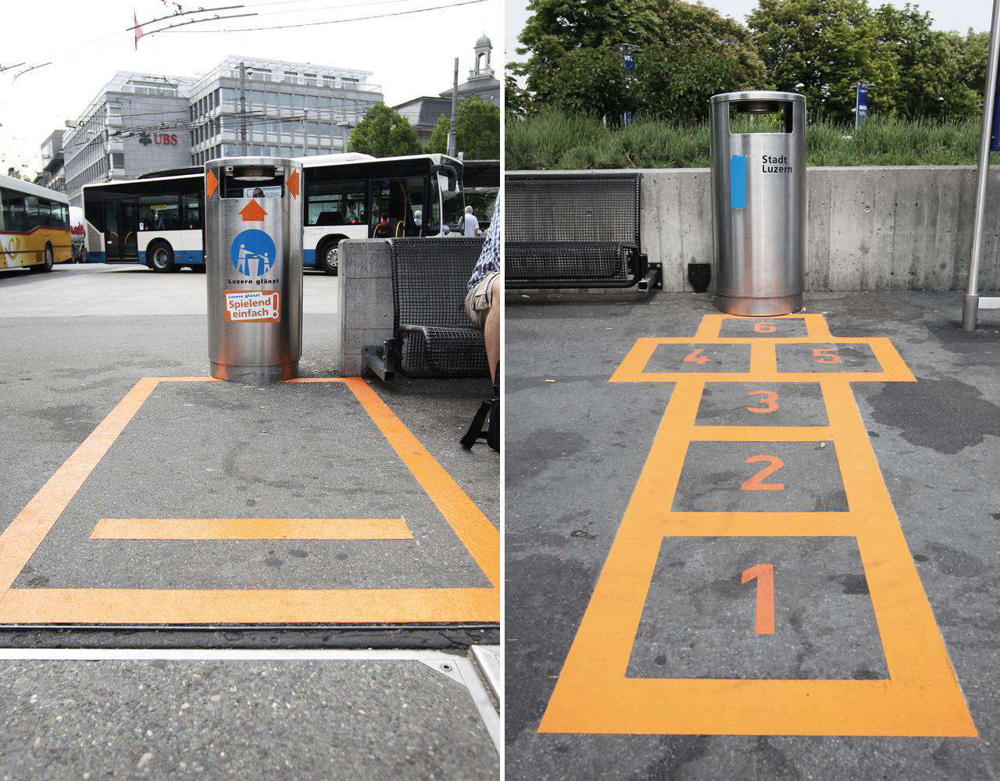 UBS
Luzern glänzt
Luzern glänzt
Spielend
einfach!
Stadt
Luzern
6
4 5
3
2
1